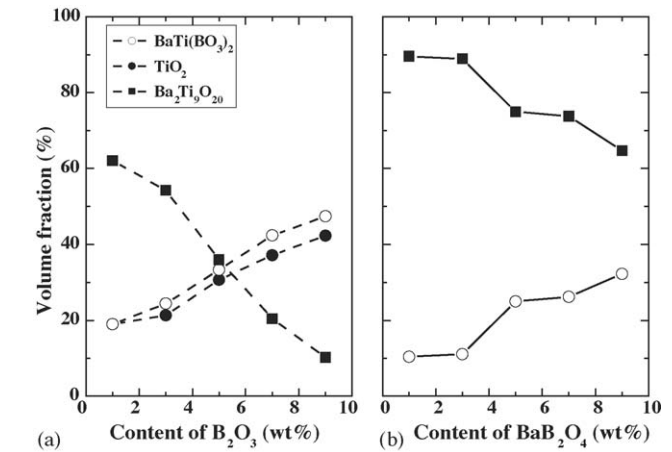 100
80
60
40
20
0
Volume fraction (%)
BaTi(BO3)2
TiO2
Ba2Ti9O20
0 2 4 6 8 10
(a) Content of B2O3 (wt%)
0 2 4 6 8 10
(b) Content of BaB2O4 (wt%)